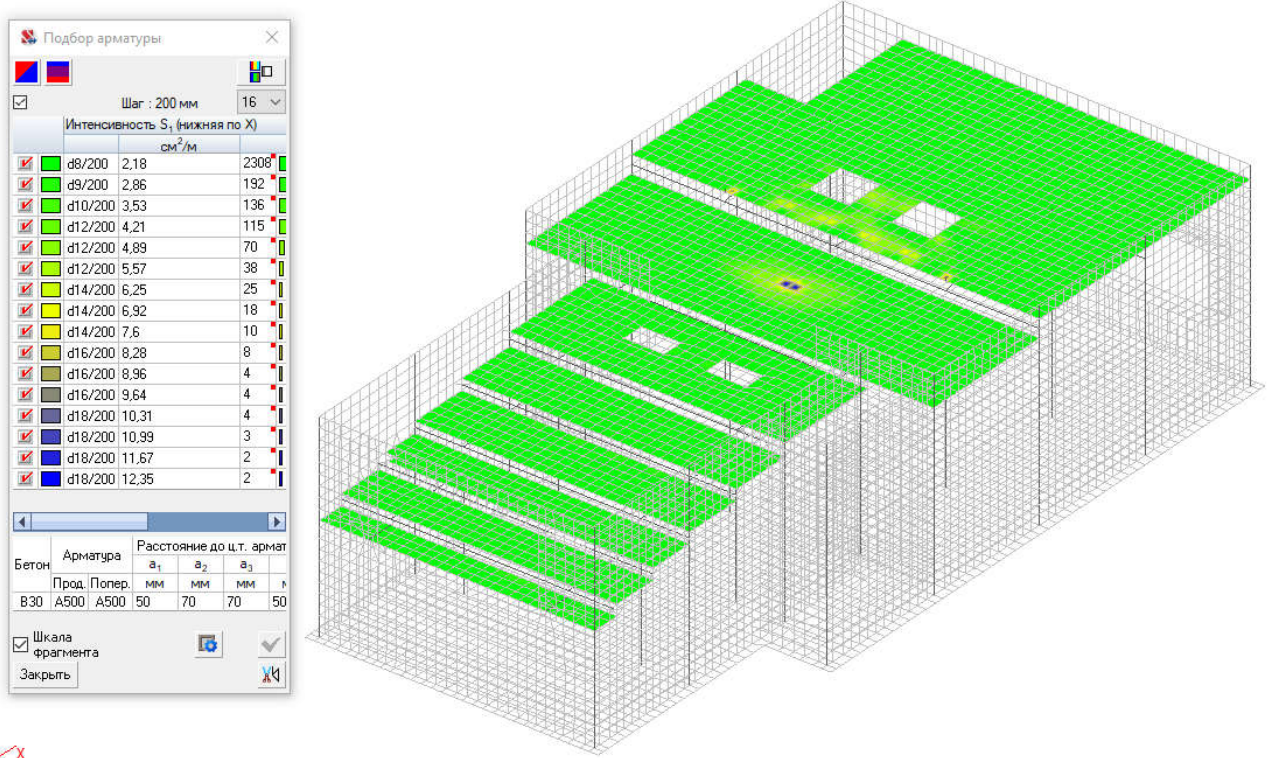 Подбор арматуры
Шаг : 200 мм 16
Интенсивность S₁ (нижняя по X)
см²/м
d8/200 2,18 2308
d9/200 2,86 192
d10/200 3,53 136
d12/200 4,21 115
d12/200 4,89 70
d12/200 5,57 38
d14/200 6,25 25
d14/200 6,92 18
d14/200 7,6 10
d16/200 8,28 8
d16/200 8,96 4
d16/200 9,64 4
d18/200 10,31 4
d18/200 10,99 3
d18/200 11,67 2
d18/200 12,35 2
Бетон Арматура Расстояние до ц.т. армат
a₁ a₂ a₃
Прод. Попер. мм мм мм
B30 A500 A500 50 70 70 50
Шкала
фрагмента
Закрыть
X